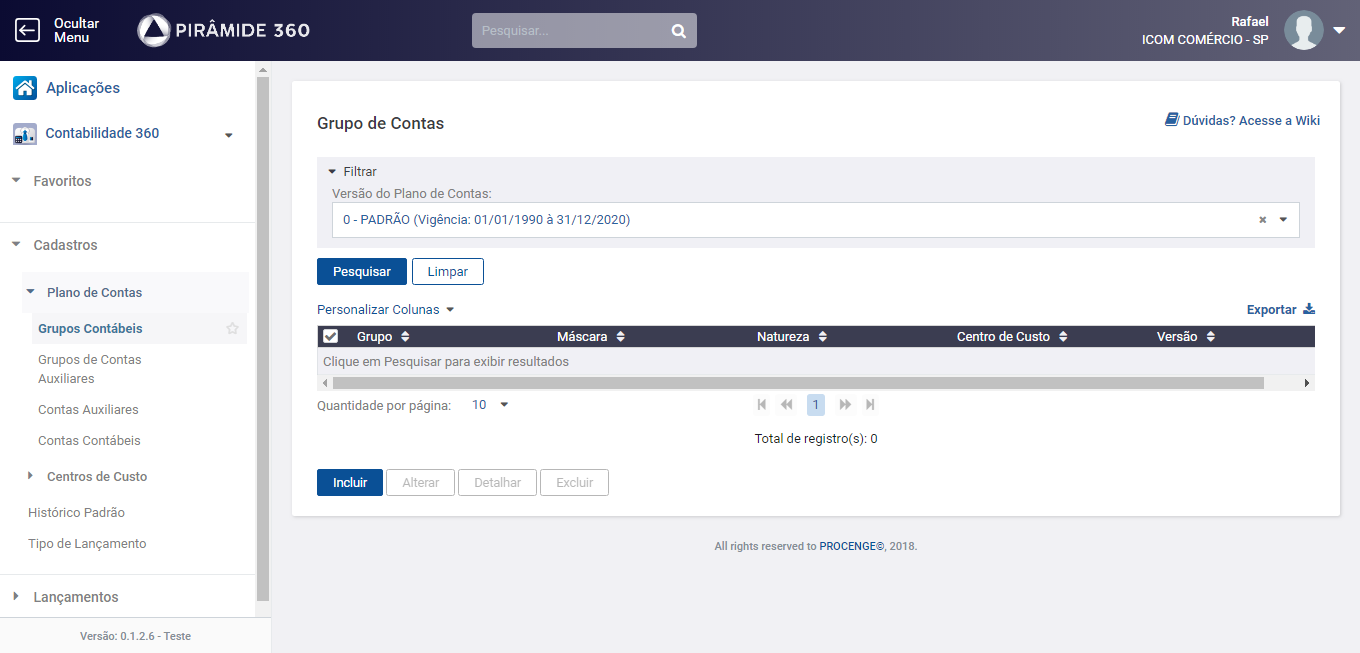 Ocultar
Menu
PIRÂMIDE 360
Pesquisar...
Rafael
ICOM COMÉRCIO - SP
Aplicações
Contabilidade 360
Favoritos
Cadastros
Plano de Contas
Grupos Contábeis
Grupos de Contas
Auxiliares
Contas Auxiliares
Contas Contábeis
Centros de Custo
Histórico Padrão
Tipo de Lançamento
Lançamentos
Versão: 0.1.2.6 - Teste
Grupo de Contas
Dúvidas? Acesse a Wiki
Filtrar
Versão do Plano de Contas:
0 - PADRÃO (Vigência: 01/01/1990 à 31/12/2020)
Pesquisar Limpar
Personalizar Colunas Exportar
Grupo Máscara Natureza Centro de Custo Versão
Clique em Pesquisar para exibir resultados
Quantidade por página: 10 1
Total de registro(s): 0
Incluir Alterar Detalhar Excluir
All rights reserved to PROCENGE©, 2018.